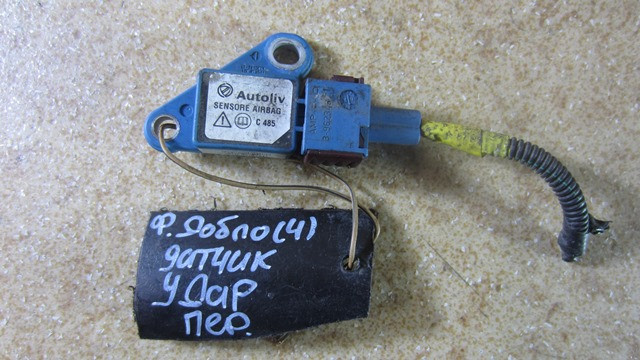 Autoliv
SENSORE AIRBAG
C 485
Ф. Добло (4)
датчик
Удар
пер.